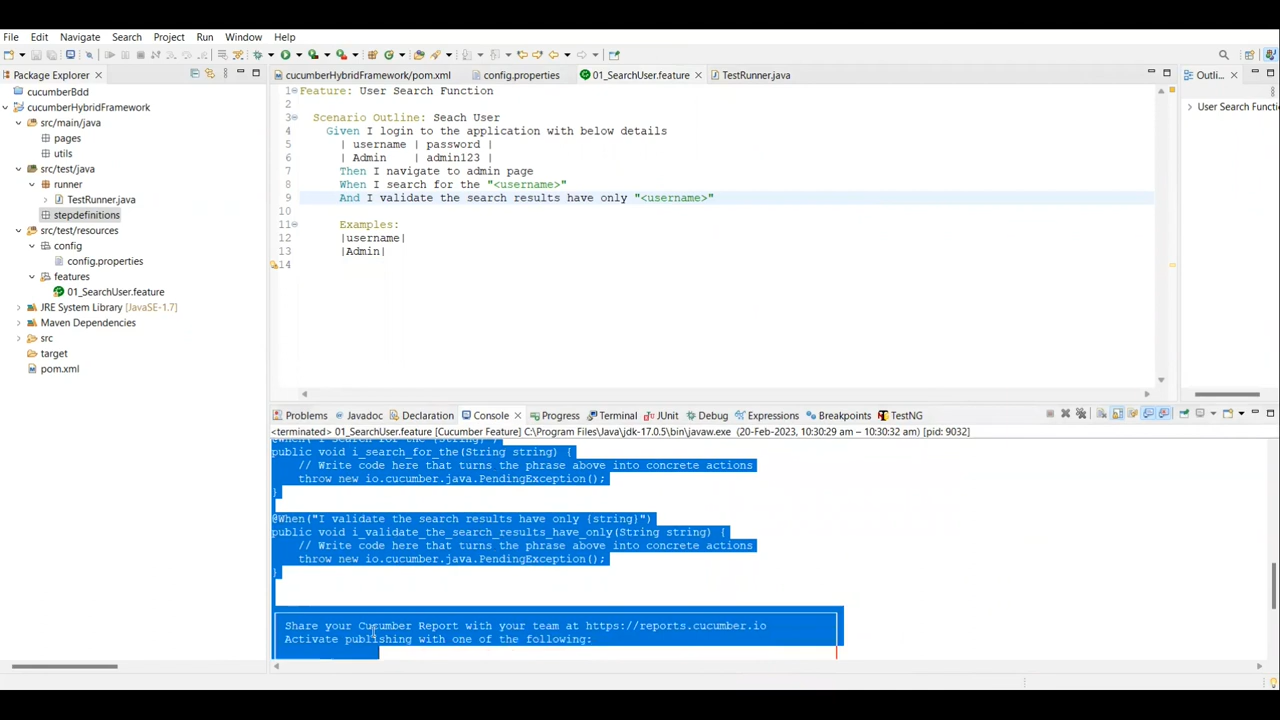 File Edit Navigate Search Project Run Window Help
Package Explorer
cucumberBdd
cucumberHybridFramework
src/main/java
pages
utils
src/test/java
runner
TestRunner.java
stepdefinitions
src/test/resources
config
config.properties
features
01_SearchUser.feature
JRE System Library [JavaSE-1.7]
Maven Dependencies
src
target
pom.xml
cucumberHybridFramework/pom.xml config.properties 01_SearchUser.feature TestRunner.java
1 Feature: User Search Function
2
3 Scenario Outline: Seach User
4 Given I login to the application with below details
5 | username | password |
6 | Admin | admin123 |
7 Then I navigate to admin page
8 When I search for the "<username>"
9 And I validate the search results have only "<username>"
10
11 Examples:
12 |username|
13 |Admin|
14
Outli...
User Search Functi
Problems Javadoc Declaration Console Progress Terminal JUnit Debug Expressions Breakpoints TestNG
<terminated> 01_SearchUser.feature [Cucumber Feature] C:\Program Files\Java\jdk-17.0.5\bin\javaw.exe (20-Feb-2023, 10:30:29 am – 10:30:32 am) [pid: 9032]
@When("I search for the {string}")
public void i_search_for_the(String string) {
// Write code here that turns the phrase above into concrete actions
throw new io.cucumber.java.PendingException();
}
@When("I validate the search results have only {string}")
public void i_validate_the_search_results_have_only(String string) {
// Write code here that turns the phrase above into concrete actions
throw new io.cucumber.java.PendingException();
}
Share your Cucumber Report with your team at https://reports.cucumber.io
Activate publishing with one of the following: